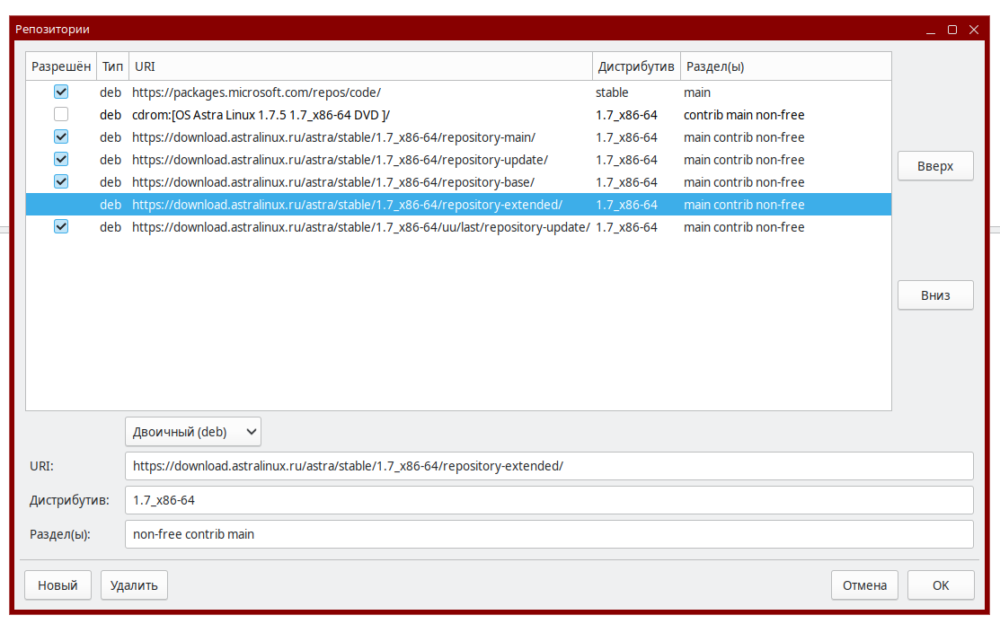 Репозитории
Разрешён Тип URI Дистрибутив Раздел(ы)
deb https://packages.microsoft.com/repos/code/ stable main
deb cdrom:[OS Astra Linux 1.7.5 1.7_x86-64 DVD ]/ 1.7_x86-64 contrib main non-free
deb https://download.astralinux.ru/astra/stable/1.7_x86-64/repository-main/ 1.7_x86-64 main contrib non-free
deb https://download.astralinux.ru/astra/stable/1.7_x86-64/repository-update/ 1.7_x86-64 main contrib non-free
deb https://download.astralinux.ru/astra/stable/1.7_x86-64/repository-base/ 1.7_x86-64 main contrib non-free
deb https://download.astralinux.ru/astra/stable/1.7_x86-64/repository-extended/ 1.7_x86-64 main contrib non-free
deb https://download.astralinux.ru/astra/stable/1.7_x86-64/uu/last/repository-update/ 1.7_x86-64 main contrib non-free
Вверх
Вниз
Двоичный (deb)
URI: https://download.astralinux.ru/astra/stable/1.7_x86-64/repository-extended/
Дистрибутив: 1.7_x86-64
Раздел(ы): non-free contrib main
Новый Удалить Отмена OK